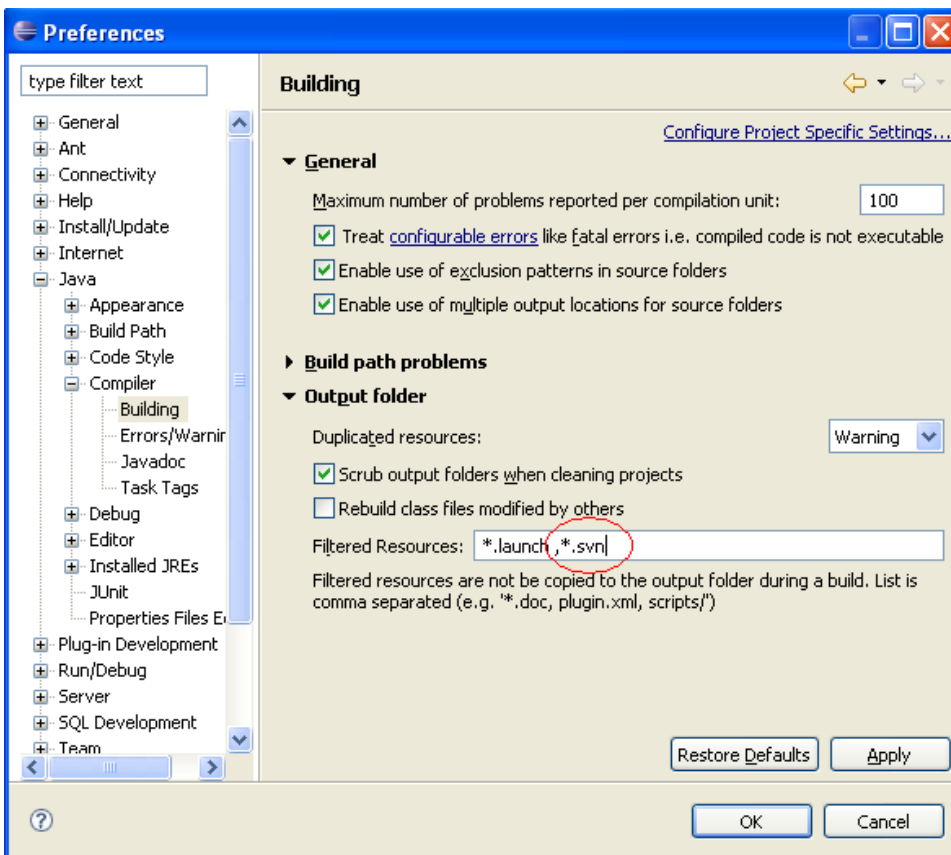 Preferences
type filter text
General
Ant
Connectivity
Help
Install/Update
Internet
Java
Appearance
Build Path
Code Style
Compiler
Building
Errors/Warnir
Javadoc
Task Tags
Debug
Editor
Installed JREs
JUnit
Properties Files E
Plug-in Development
Run/Debug
Server
SQL Development
Team
Building
Configure Project Specific Settings...
General
Maximum number of problems reported per compilation unit: 100
Treat configurable errors like fatal errors i.e. compiled code is not executable
Enable use of exclusion patterns in source folders
Enable use of multiple output locations for source folders
Build path problems
Output folder
Duplicated resources: Warning
Scrub output folders when cleaning projects
Rebuild class files modified by others
Filtered Resources: *.launch ,*.svn
Filtered resources are not be copied to the output folder during a build. List is
comma separated (e.g. '*.doc, plugin.xml, scripts/')
Restore Defaults Apply
OK Cancel